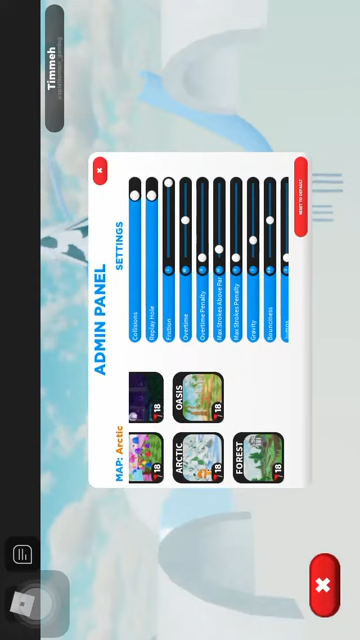 Timmeh
ADMIN PANEL
MAP: Arctic
SETTINGS
18
18
ARCTIC
18
OASIS
18
FOREST
18
Collisions
Replay Hole
Friction
Overtime
Overtime Penalty
Max Strokes Above Par
Max Strokes Penalty
Gravity
Bounciness
RESET TO DEFAULT